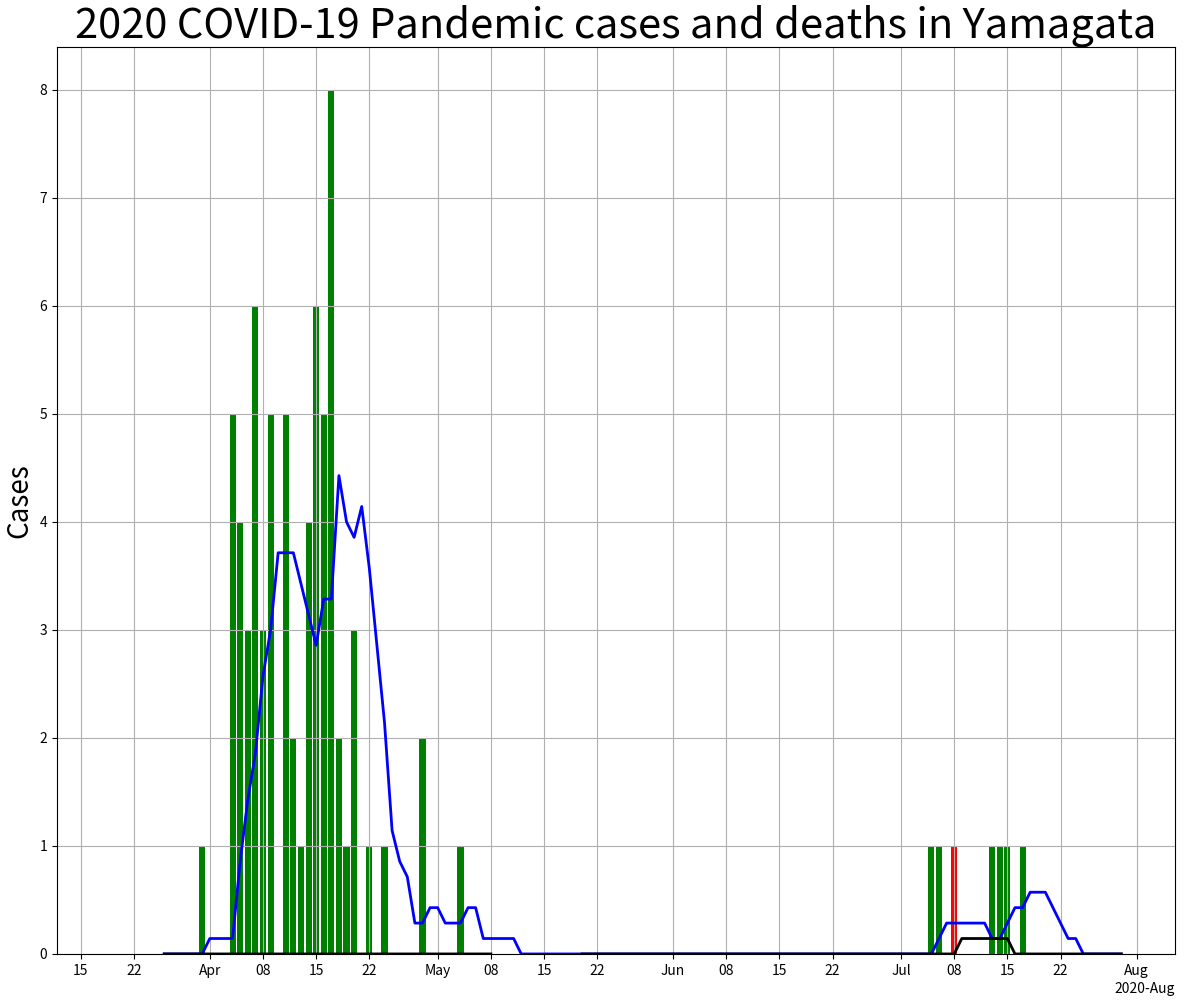 2020 COVID-19 Pandemic cases and deaths in Yamagata
Cases
8
7
6
5
4
3
2
1
0
15 22 Apr 08 15 22 May 08 15 22 Jun 08 15 22 Jul 08 15 22 Aug
2020-Aug